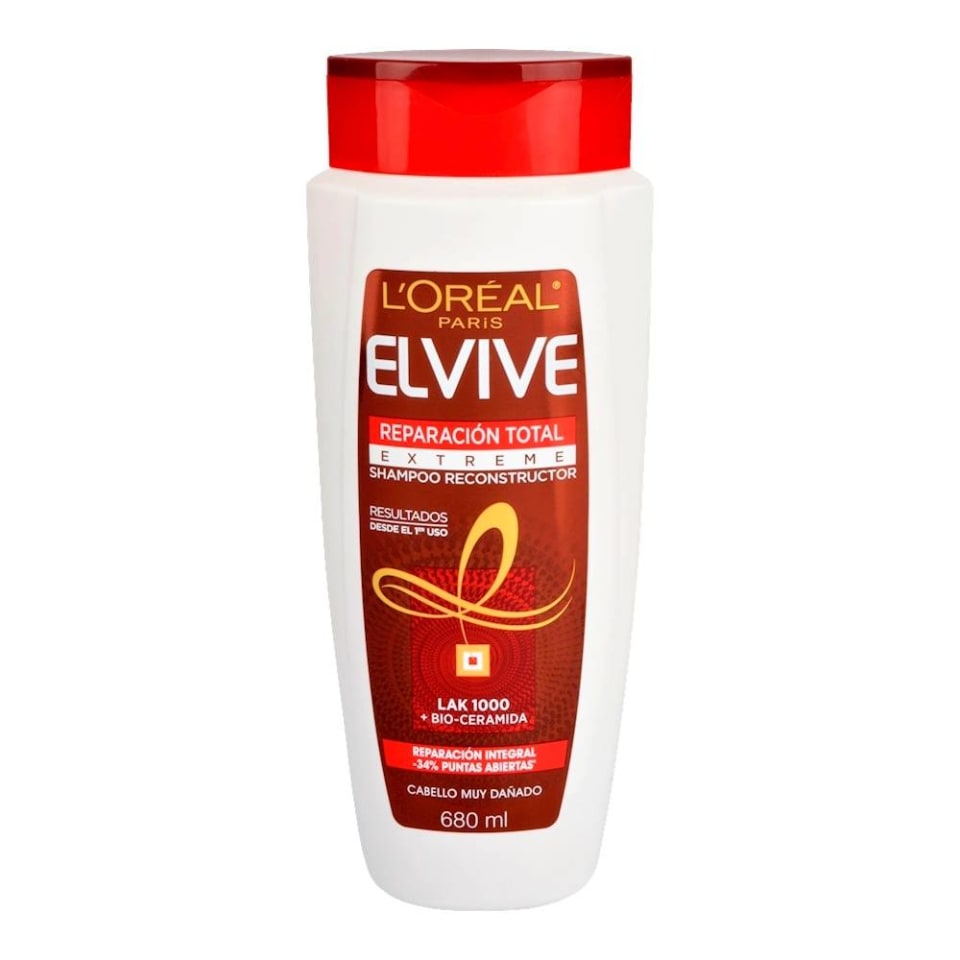 L'ORÉAL®
PARIS
ELVIVE
REPARACIÓN TOTAL
EXTREME
SHAMPOO RECONSTRUCTOR
RESULTADOS
DESDE EL 1ER USO
LAK 1000
+ BIO-CERAMIDA
REPARACIÓN INTEGRAL
-34% PUNTAS ABIERTAS*
CABELLO MUY DAÑADO
680 ml